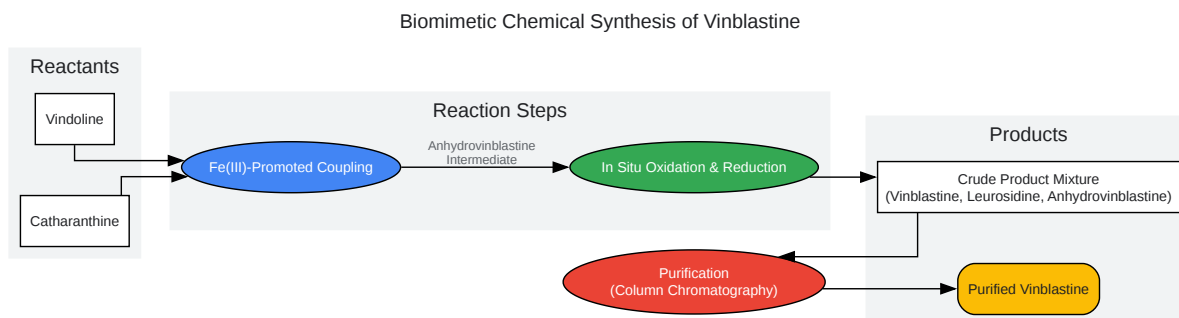 Biomimetic Chemical Synthesis of Vinblastine
Reactants
Vindoline
Catharanthine
Reaction Steps
Fe(III)-Promoted Coupling
Anhydrovinblastine
Intermediate
In Situ Oxidation & Reduction
Products
Crude Product Mixture
(Vinblastine, Leurosidine, Anhydrovinblastine)
Purification
(Column Chromatography)
Purified Vinblastine